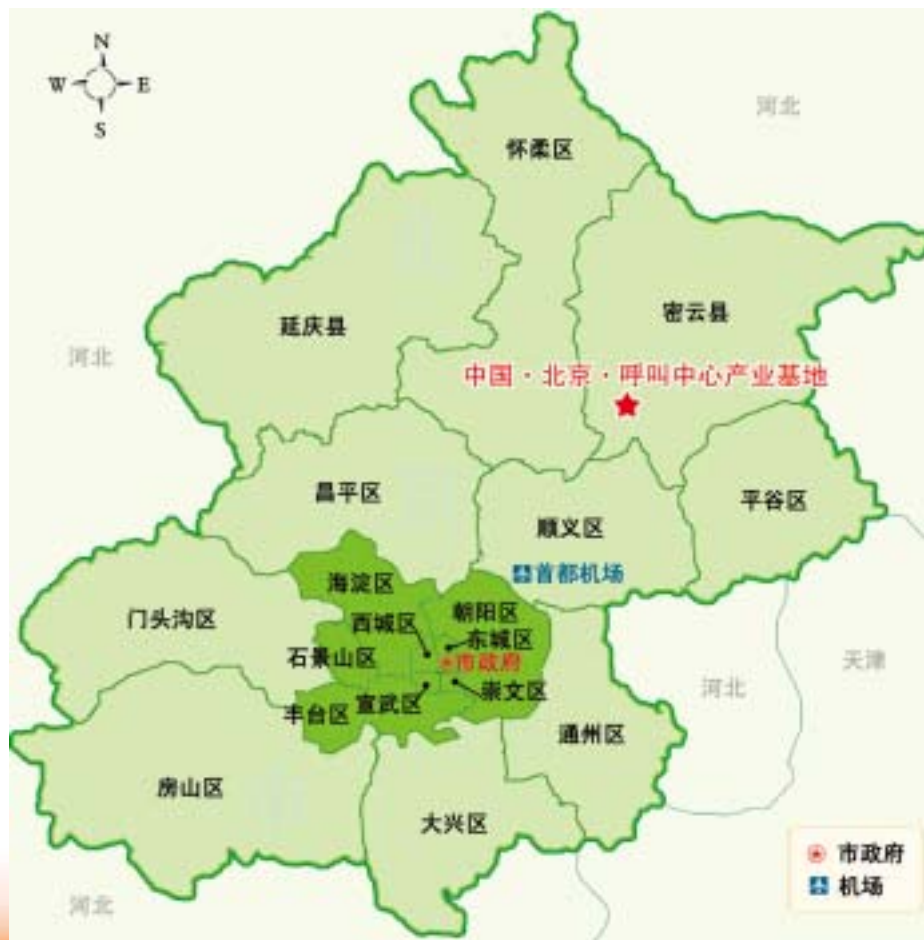 N
W
E
S
河北
怀柔区
密云县
延庆县
河北
中国·北京·呼叫中心产业基地
昌平区
平谷区
顺义区
首都机场
海淀区
门头沟区
西城区
朝阳区
东城区
石景山区
市政府
天津
河北
宣武区
崇文区
丰台区
通州区
房山区
大兴区
市政府
机场
河北